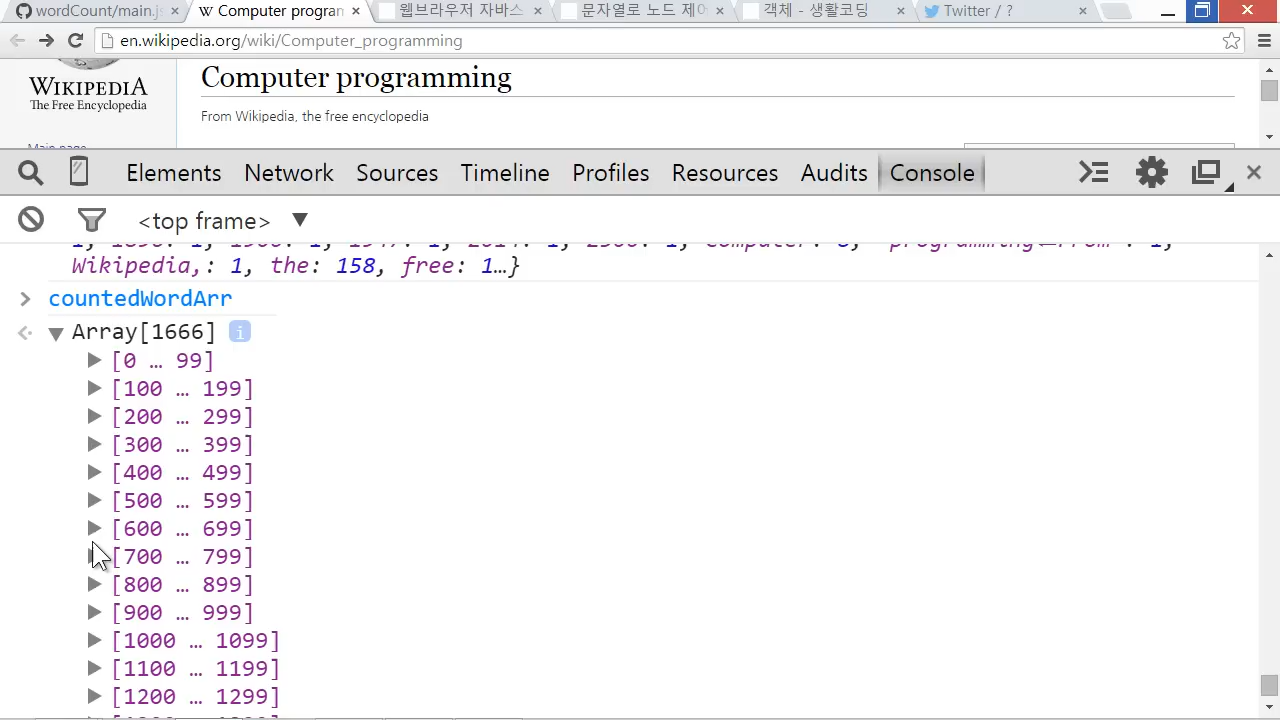 wordCount/main.js
Computer program
웹브라우저 자바스
문자열로 노드 제어
객체 - 생활코딩
Twitter / ?
en.wikipedia.org/wiki/Computer_programming
WIKIPEDIA
The Free Encyclopedia
Main page
Computer programming
From Wikipedia, the free encyclopedia
Elements Network Sources Timeline Profiles Resources Audits Console
<top frame>
Wikipedia,: 1, the: 158, free: 1…}
countedWordArr
Array[1666] i
[0 … 99]
[100 … 199]
[200 … 299]
[300 … 399]
[400 … 499]
[500 … 599]
[600 … 699]
[700 … 799]
[800 … 899]
[900 … 999]
[1000 … 1099]
[1100 … 1199]
[1200 … 1299]